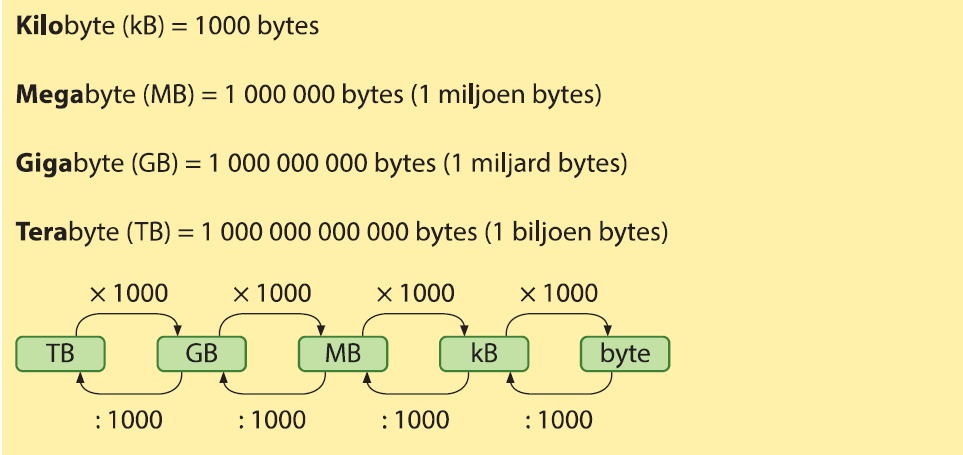 Kilobyte (kB) = 1000 bytes
Megabyte (MB) = 1 000 000 bytes (1 miljoen bytes)
Gigabyte (GB) = 1 000 000 000 bytes (1 miljard bytes)
Terabyte (TB) = 1 000 000 000 000 bytes (1 biljoen bytes)
× 1000 × 1000 × 1000 × 1000
TB GB MB kB byte
: 1000 : 1000 : 1000 : 1000